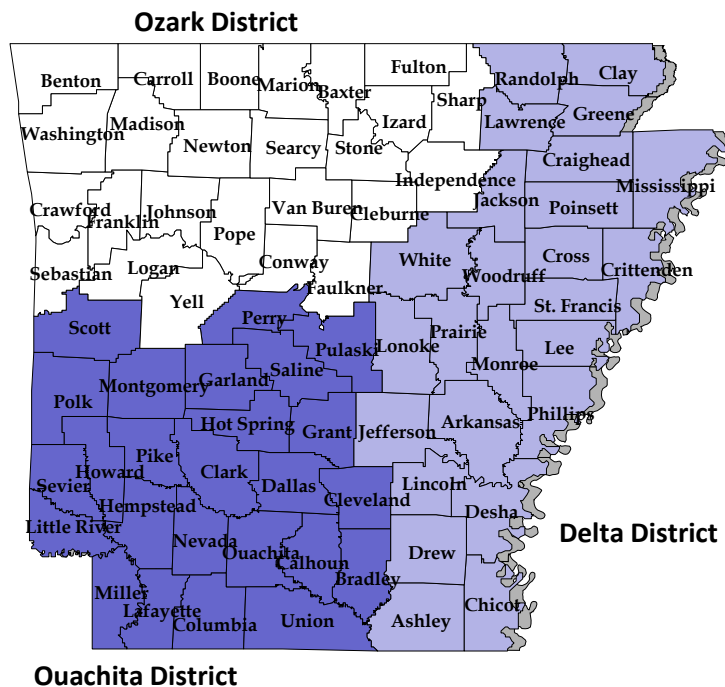 Ozark District
Benton
Carroll
Boone
Marion
Baxter
Fulton
Randolph
Clay
Sharp
Izard
Lawrence
Greene
Washington
Madison
Newton
Searcy
Stone
Craighead
Independence
Jackson
Mississippi
Crawford
Franklin
Johnson
Pope
Van Buren
Cleburne
Poinsett
Sebastian
Logan
Conway
White
Woodruff
Cross
Crittenden
Yell
Faulkner
St. Francis
Scott
Perry
Pulaski
Lonoke
Prairie
Monroe
Lee
Montgomery
Garland
Saline
Polk
Hot Spring
Grant
Jefferson
Arkansas
Phillips
Howard
Pike
Clark
Dallas
Cleveland
Lincoln
Sevier
Hempstead
Desha
Little River
Nevada
Ouachita
Calhoun
Drew
Delta District
Miller
Lafayette
Columbia
Union
Bradley
Ashley
Chicot
Ouachita District